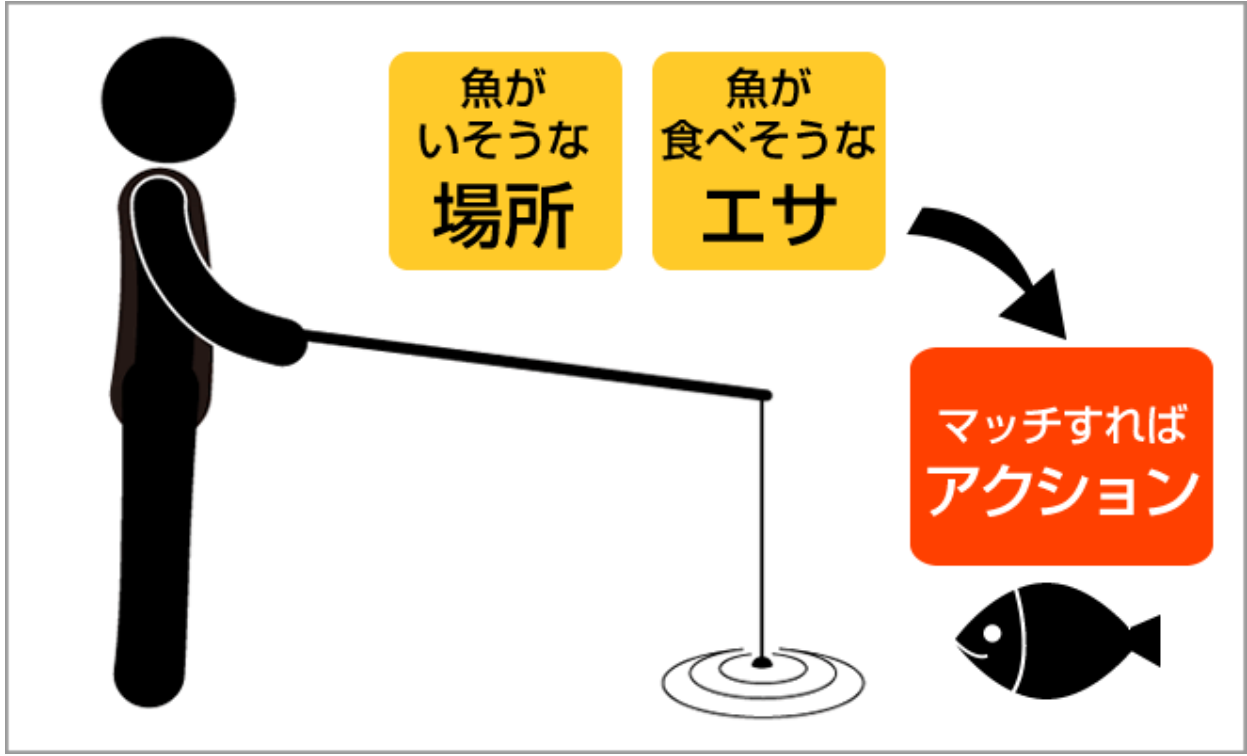 魚が
いそうな
場所
魚が
食べそうな
エサ
マッチすれば
アクション